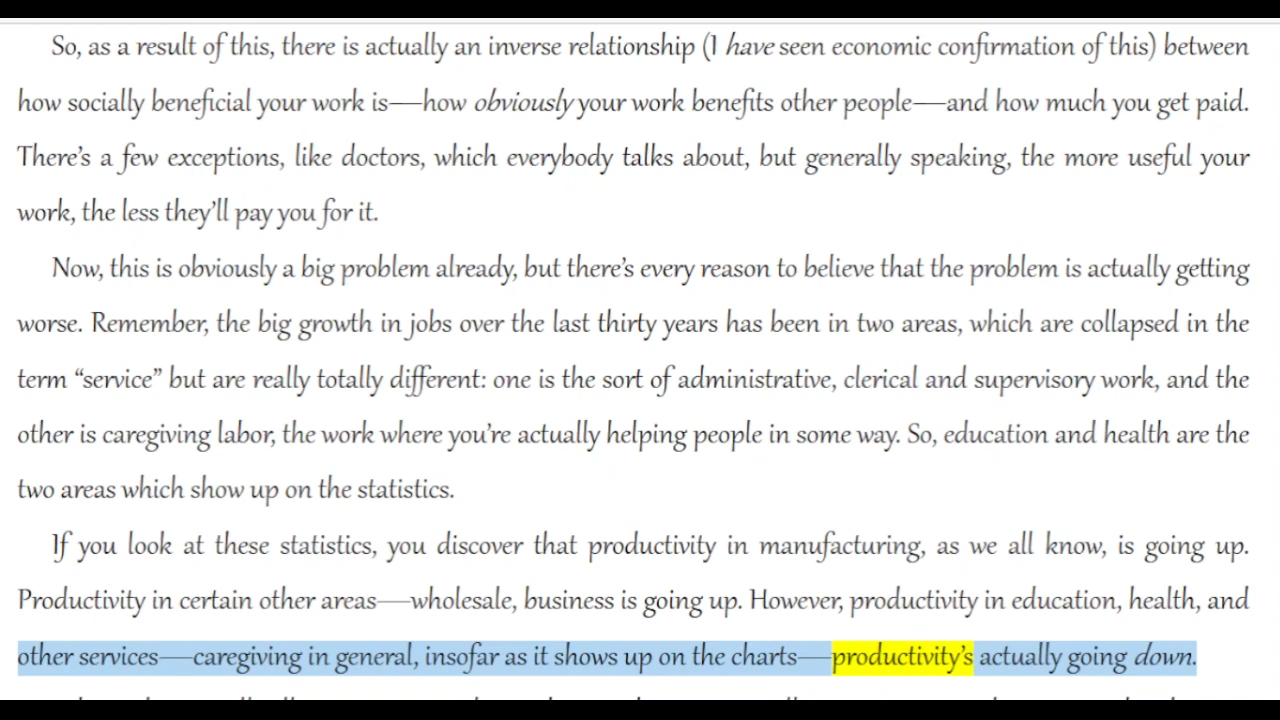 So, as a result of this, there is actually an inverse relationship (I have seen economic confirmation of this) between
how socially beneficial your work is—how obviously your work benefits other people—and how much you get paid.
There’s a few exceptions, like doctors, which everybody talks about, but generally speaking, the more useful your
work, the less they’ll pay you for it.
Now, this is obviously a big problem already, but there’s every reason to believe that the problem is actually getting
worse. Remember, the big growth in jobs over the last thirty years has been in two areas, which are collapsed in the
term “service” but are really totally different: one is the sort of administrative, clerical and supervisory work, and the
other is caregiving labor, the work where you’re actually helping people in some way. So, education and health are the
two areas which show up on the statistics.
If you look at these statistics, you discover that productivity in manufacturing, as we all know, is going up.
Productivity in certain other areas—wholesale, business is going up. However, productivity in education, health, and
other services—caregiving in general, insofar as it shows up on the charts—productivity’s actually going down.